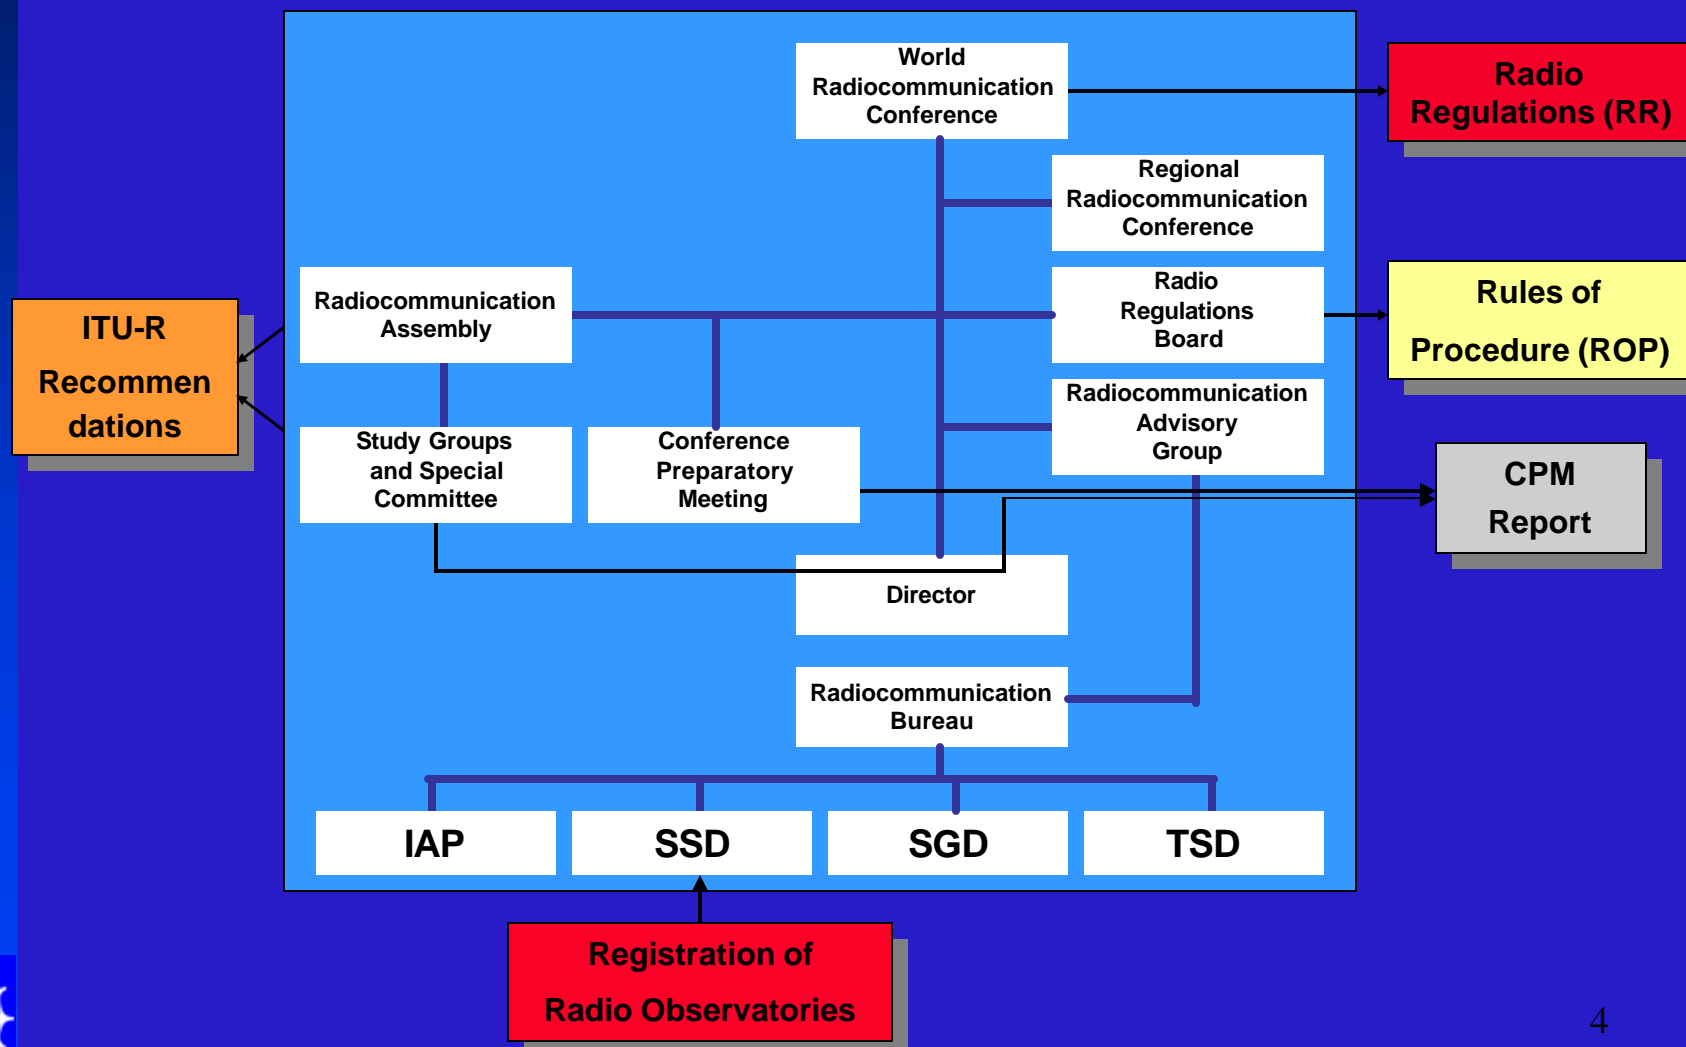 World
Radiocommunication
Conference
Radio
Regulations (RR)
Regional
Radiocommunication
Conference
Radiocommunication
Assembly
Radio
Regulations
Board
Rules of
Procedure (ROP)
ITU-R
Recommen
dations
Radiocommunication
Advisory
Group
Study Groups
and Special
Committee
Conference
Preparatory
Meeting
CPM
Report
Director
Radiocommunication
Bureau
IAP
SSD
SGD
TSD
Registration of
Radio Observatories
4